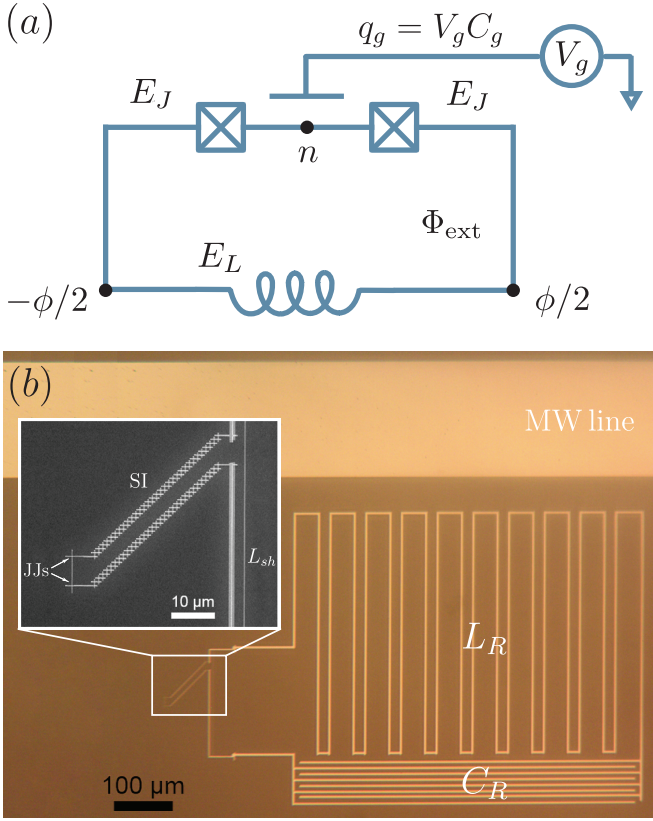 (a)
q_g = V_g C_g
V_g
E_J
E_J
n
Φ_ext
E_L
−ϕ/2
ϕ/2
(b)
MW line
SI
JJs
L_sh
10 μm
L_R
C_R
100 μm